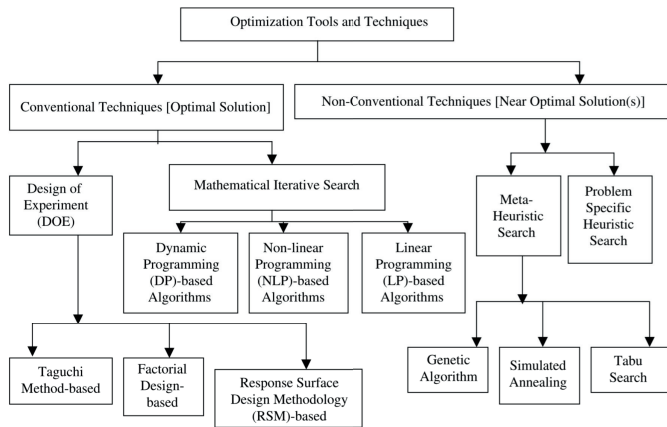 Optimization Tools and Techniques
Conventional Techniques [Optimal Solution]
Non-Conventional Techniques [Near Optimal Solution(s)]
Design of
Experiment
(DOE)
Mathematical Iterative Search
Meta-
Heuristic
Search
Problem
Specific
Heuristic
Search
Dynamic
Programming
(DP)-based
Algorithms
Non-linear
Programming
(NLP)-based
Algorithms
Linear
Programming
(LP)-based
Algorithms
Taguchi
Method-based
Factorial
Design-
based
Response Surface
Design Methodology
(RSM)-based
Genetic
Algorithm
Simulated
Annealing
Tabu
Search